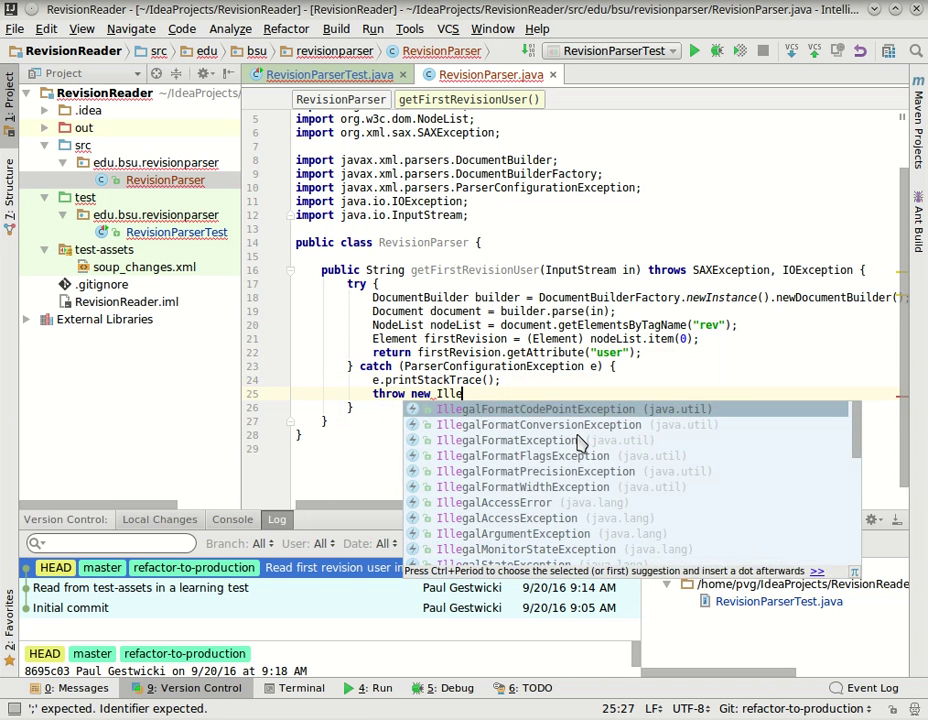 RevisionReader - [~/IdeaProjects/RevisionReader] - [RevisionReader] - ~/IdeaProjects/RevisionReader/src/edu/bsu/revisionparser/RevisionParser.java - Intelli...
File Edit View Navigate Code Analyze Refactor Build Run Tools VCS Window Help
RevisionReader src edu bsu revisionparser RevisionParser RevisionParserTest VCS VCS
Project RevisionParserTest.java RevisionParser.java
1: Project
7: Structure
2: Favorites
Maven Projects
Ant Build
RevisionReader ~/IdeaProjects/
.idea
out
src
edu.bsu.revisionparser
RevisionParser
test
edu.bsu.revisionparser
RevisionParserTest
test-assets
soup_changes.xml
.gitignore
RevisionReader.iml
External Libraries
RevisionParser getFirstRevisionUser()
5 import org.w3c.dom.NodeList;
6 import org.xml.sax.SAXException;
7
8 import javax.xml.parsers.DocumentBuilder;
9 import javax.xml.parsers.DocumentBuilderFactory;
10 import javax.xml.parsers.ParserConfigurationException;
11 import java.io.IOException;
12 import java.io.InputStream;
13
14 public class RevisionParser {
15
16 public String getFirstRevisionUser(InputStream in) throws SAXException, IOException {
17 try {
18 DocumentBuilder builder = DocumentBuilderFactory.newInstance().newDocumentBuilder();
19 Document document = builder.parse(in);
20 NodeList nodeList = document.getElementsByTagName("rev");
21 Element firstRevision = (Element) nodeList.item(0);
22 return firstRevision.getAttribute("user");
23 } catch (ParserConfigurationException e) {
24 e.printStackTrace();
25 throw new Ille
26 }
27 }
28 }
29
IllegalFormatCodePointException (java.util)
IllegalFormatConversionException (java.util)
IllegalFormatException (java.util)
IllegalFormatFlagsException (java.util)
IllegalFormatPrecisionException (java.util)
IllegalFormatWidthException (java.util)
IllegalAccessError (java.lang)
IllegalAccessException (java.lang)
IllegalArgumentException (java.lang)
IllegalMonitorStateException (java.lang)
IllegalStateException (java.lang)
Press Ctrl+Period to choose the selected (or first) suggestion and insert a dot afterwards >>
Version Control: Local Changes Console Log
Branch: All User: All Date: All
HEAD master refactor-to-production Read first revision user in
Read from test-assets in a learning test Paul Gestwicki 9/20/16 9:14 AM
Initial commit Paul Gestwicki 9/20/16 9:05 AM
/home/pvg/IdeaProjects/RevisionReade
RevisionParserTest.java
HEAD master refactor-to-production
8695c03 Paul Gestwicki on 9/20/16 at 9:18 AM
0: Messages 9: Version Control Terminal 4: Run 5: Debug 6: TODO Event Log
';' expected. Identifier expected. 25:27 LF÷ UTF-8÷ Git: refactor-to-production÷